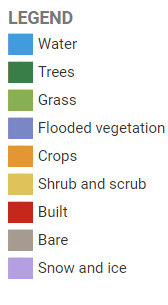 LEGEND
Water
Trees
Grass
Flooded vegetation
Crops
Shrub and scrub
Built
Bare
Snow and ice